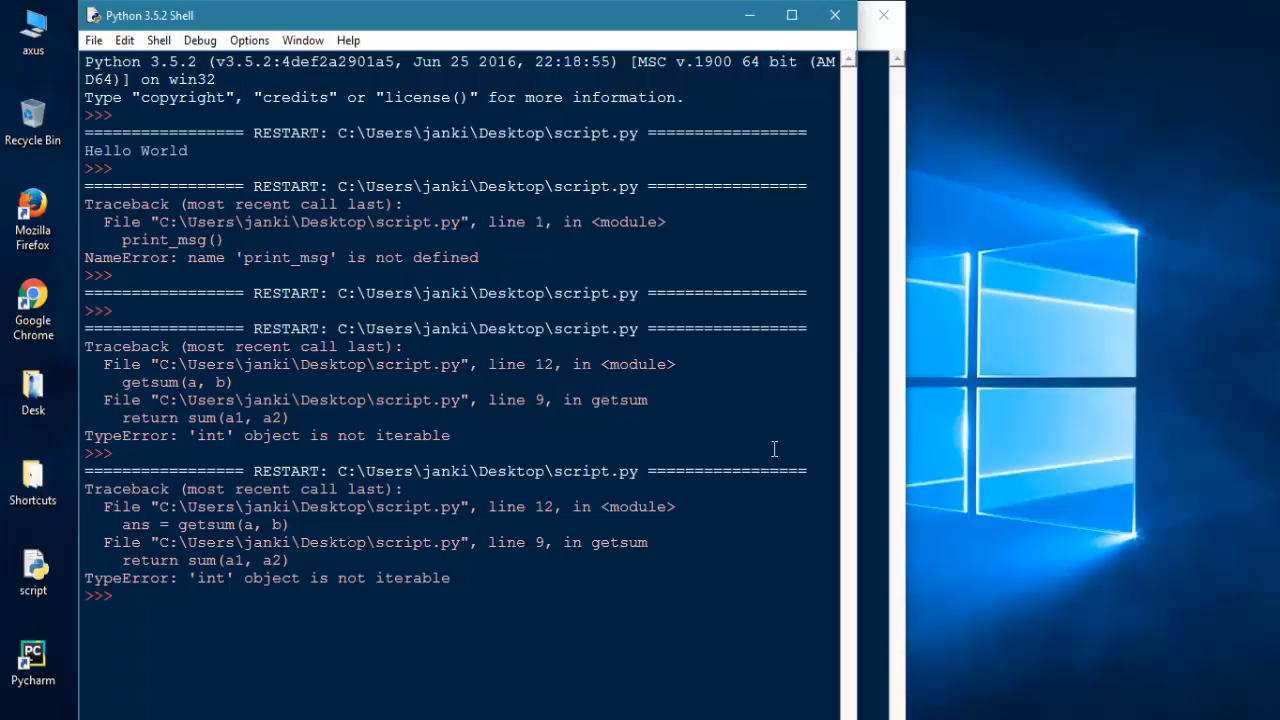 Python 3.5.2 Shell
File Edit Shell Debug Options Window Help
Python 3.5.2 (v3.5.2:4def2a2901a5, Jun 25 2016, 22:18:55) [MSC v.1900 64 bit (AM
D64)] on win32
Type "copyright", "credits" or "license()" for more information.
>>>
================= RESTART: C:\Users\janki\Desktop\script.py =================
Hello World
>>>
================= RESTART: C:\Users\janki\Desktop\script.py =================
Traceback (most recent call last):
  File "C:\Users\janki\Desktop\script.py", line 1, in <module>
    print_msg()
NameError: name 'print_msg' is not defined
>>>
================= RESTART: C:\Users\janki\Desktop\script.py =================
>>>
================= RESTART: C:\Users\janki\Desktop\script.py =================
Traceback (most recent call last):
  File "C:\Users\janki\Desktop\script.py", line 12, in <module>
    getsum(a, b)
  File "C:\Users\janki\Desktop\script.py", line 9, in getsum
    return sum(a1, a2)
TypeError: 'int' object is not iterable
>>>
================= RESTART: C:\Users\janki\Desktop\script.py =================
Traceback (most recent call last):
  File "C:\Users\janki\Desktop\script.py", line 12, in <module>
    ans = getsum(a, b)
  File "C:\Users\janki\Desktop\script.py", line 9, in getsum
    return sum(a1, a2)
TypeError: 'int' object is not iterable
>>>
axus
Recycle Bin
Mozilla
Firefox
Google
Chrome
Desk
Shortcuts
script
PC
Pycharm